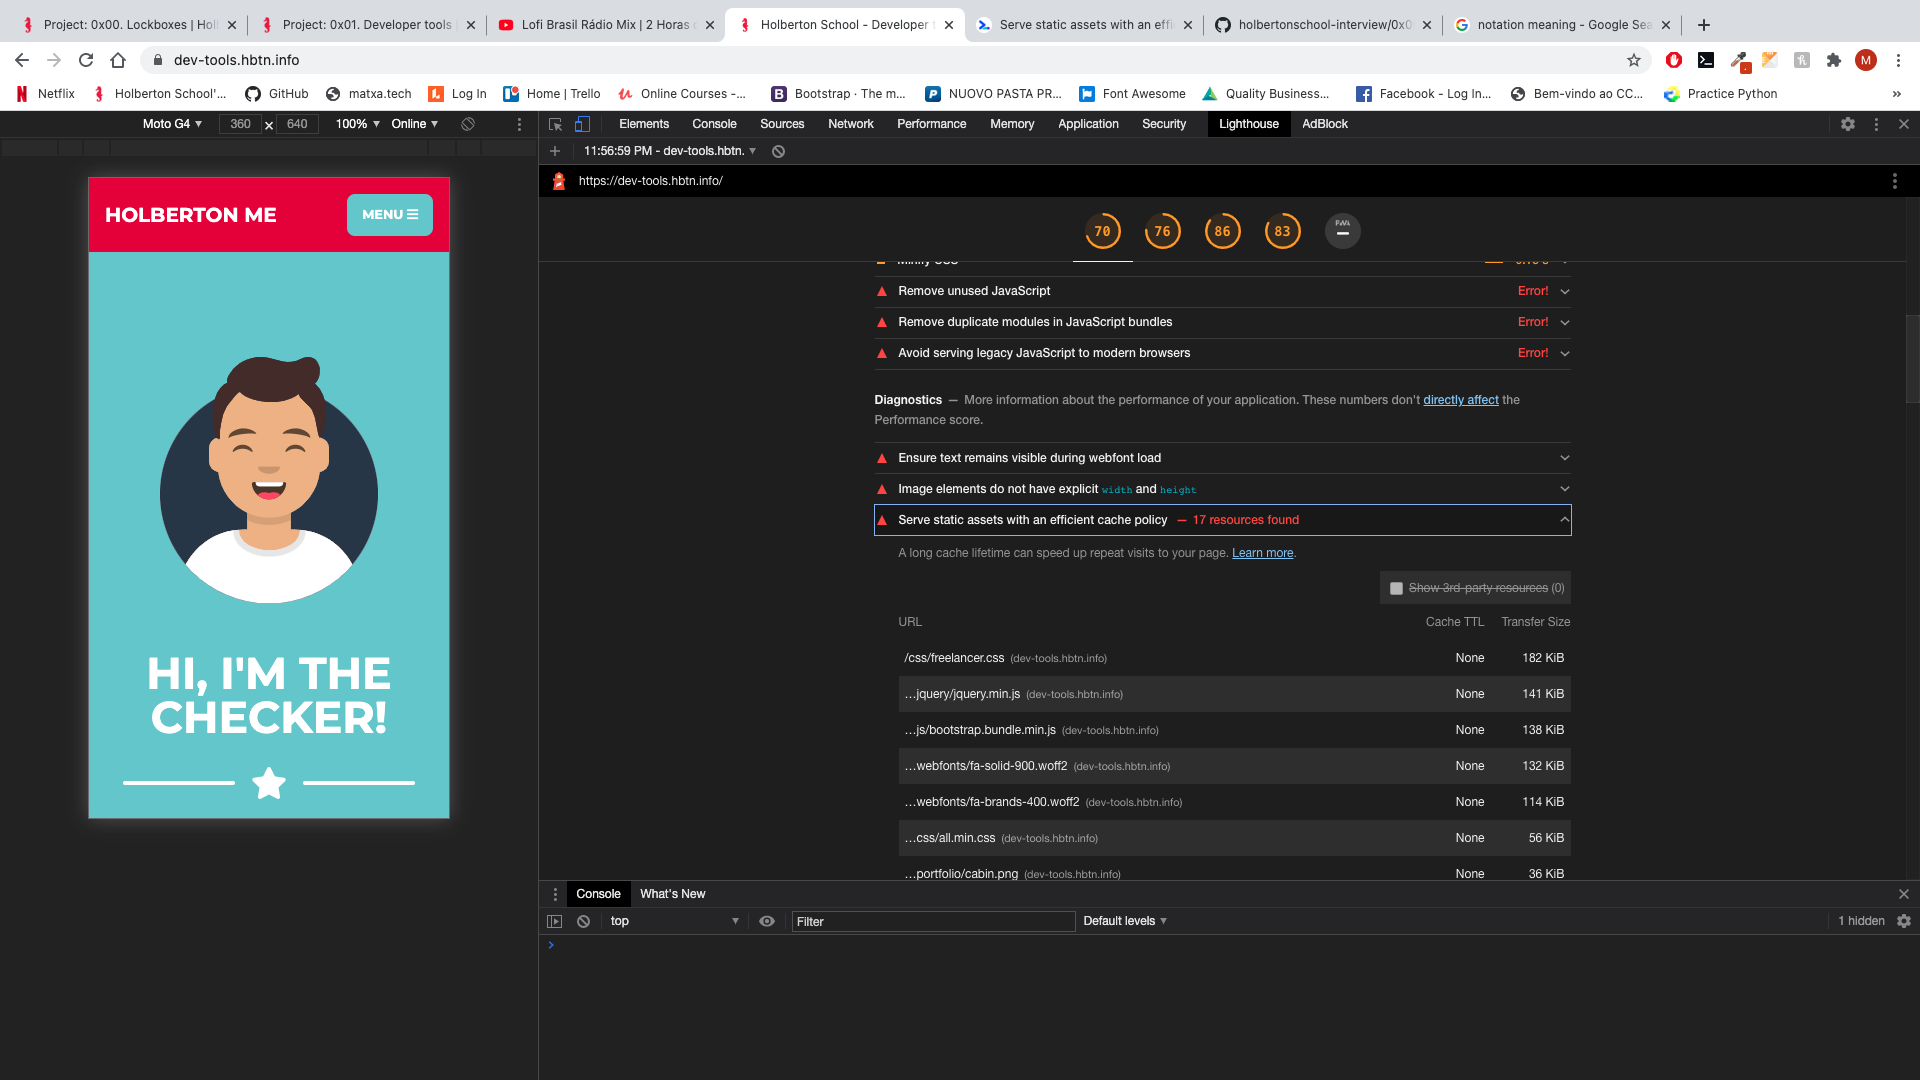 Project: 0x00. Lockboxes | Hol
Project: 0x01. Developer tools |
Lofi Brasil Rádio Mix | 2 Horas
Holberton School - Developer
Serve static assets with an effi
holbertonschool-interview/0x0
notation meaning - Google Sea
dev-tools.hbtn.info
M
Netflix
Holberton School'...
GitHub
matxa.tech
Log In
Home | Trello
Online Courses -...
Bootstrap · The m...
NUOVO PASTA PR...
Font Awesome
Quality Business...
Facebook - Log In...
Bem-vindo ao CC...
Practice Python
»
Moto G4
360
×
640
100%
Online
Elements
Console
Sources
Network
Performance
Memory
Application
Security
Lighthouse
AdBlock
11:56:59 PM - dev-tools.hbtn.
https://dev-tools.hbtn.info/
70
76
86
83
PWA
HOLBERTON ME
MENU
HI, I'M THE
CHECKER!
Minify CSS
Remove unused JavaScript
Error!
Remove duplicate modules in JavaScript bundles
Error!
Avoid serving legacy JavaScript to modern browsers
Error!
Diagnostics — More information about the performance of your application. These numbers don't directly affect the
Performance score.
Ensure text remains visible during webfont load
Image elements do not have explicit width and height
Serve static assets with an efficient cache policy — 17 resources found
A long cache lifetime can speed up repeat visits to your page. Learn more.
Show 3rd-party resources (0)
URL
Cache TTL
Transfer Size
/css/freelancer.css (dev-tools.hbtn.info)
None
182 KiB
…jquery/jquery.min.js (dev-tools.hbtn.info)
None
141 KiB
…js/bootstrap.bundle.min.js (dev-tools.hbtn.info)
None
138 KiB
…webfonts/fa-solid-900.woff2 (dev-tools.hbtn.info)
None
132 KiB
…webfonts/fa-brands-400.woff2 (dev-tools.hbtn.info)
None
114 KiB
…css/all.min.css (dev-tools.hbtn.info)
None
56 KiB
…portfolio/cabin.png (dev-tools.hbtn.info)
None
36 KiB
Console
What's New
top
Filter
Default levels
1 hidden